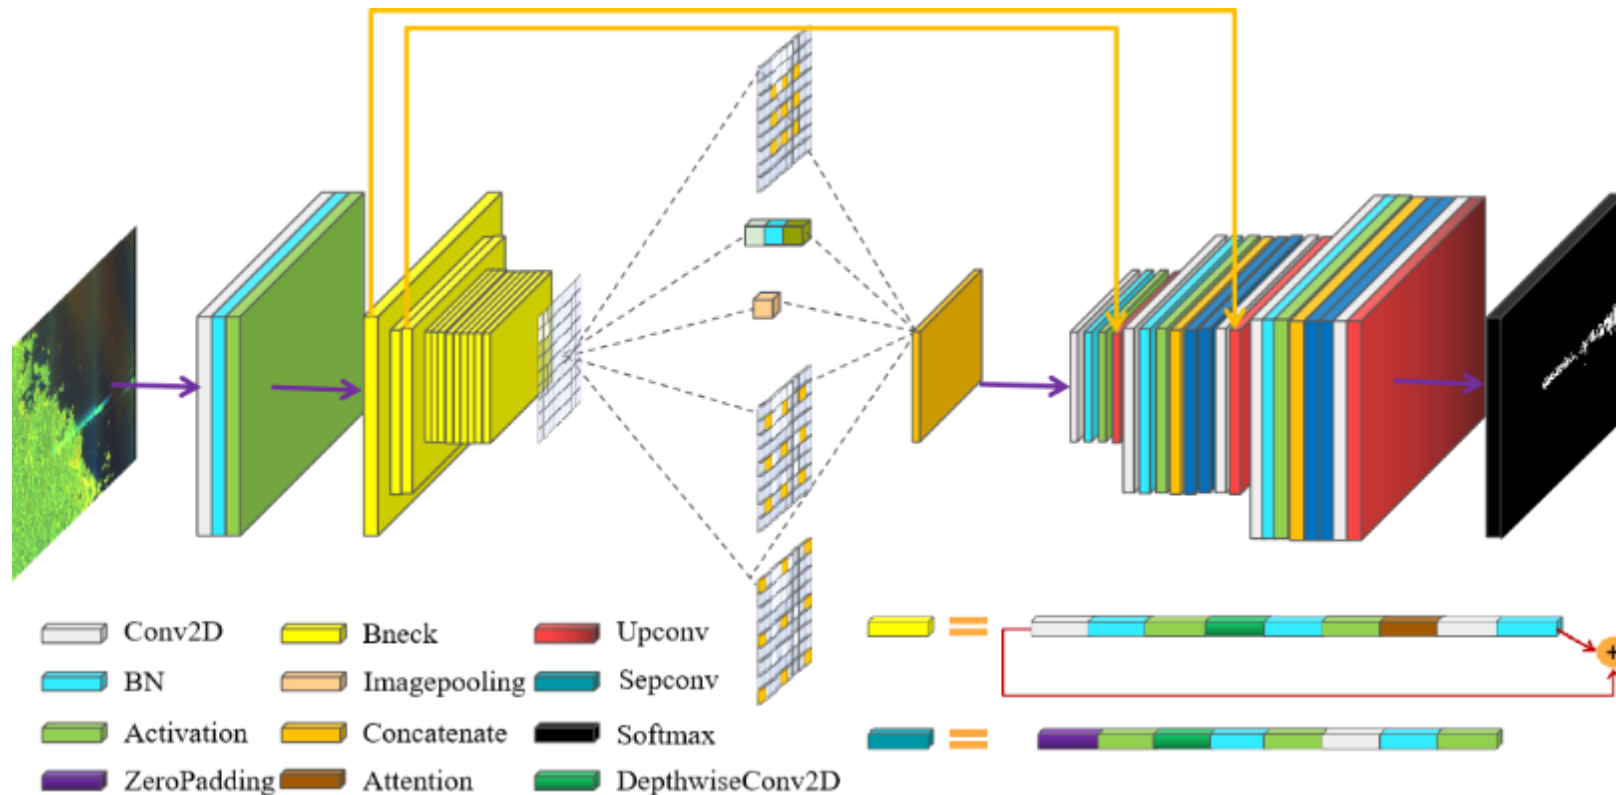 Conv2D Bneck Upconv
BN Imagepooling Sepconv
Activation Concatenate Softmax
ZeroPadding Attention DepthwiseConv2D
=
+
=